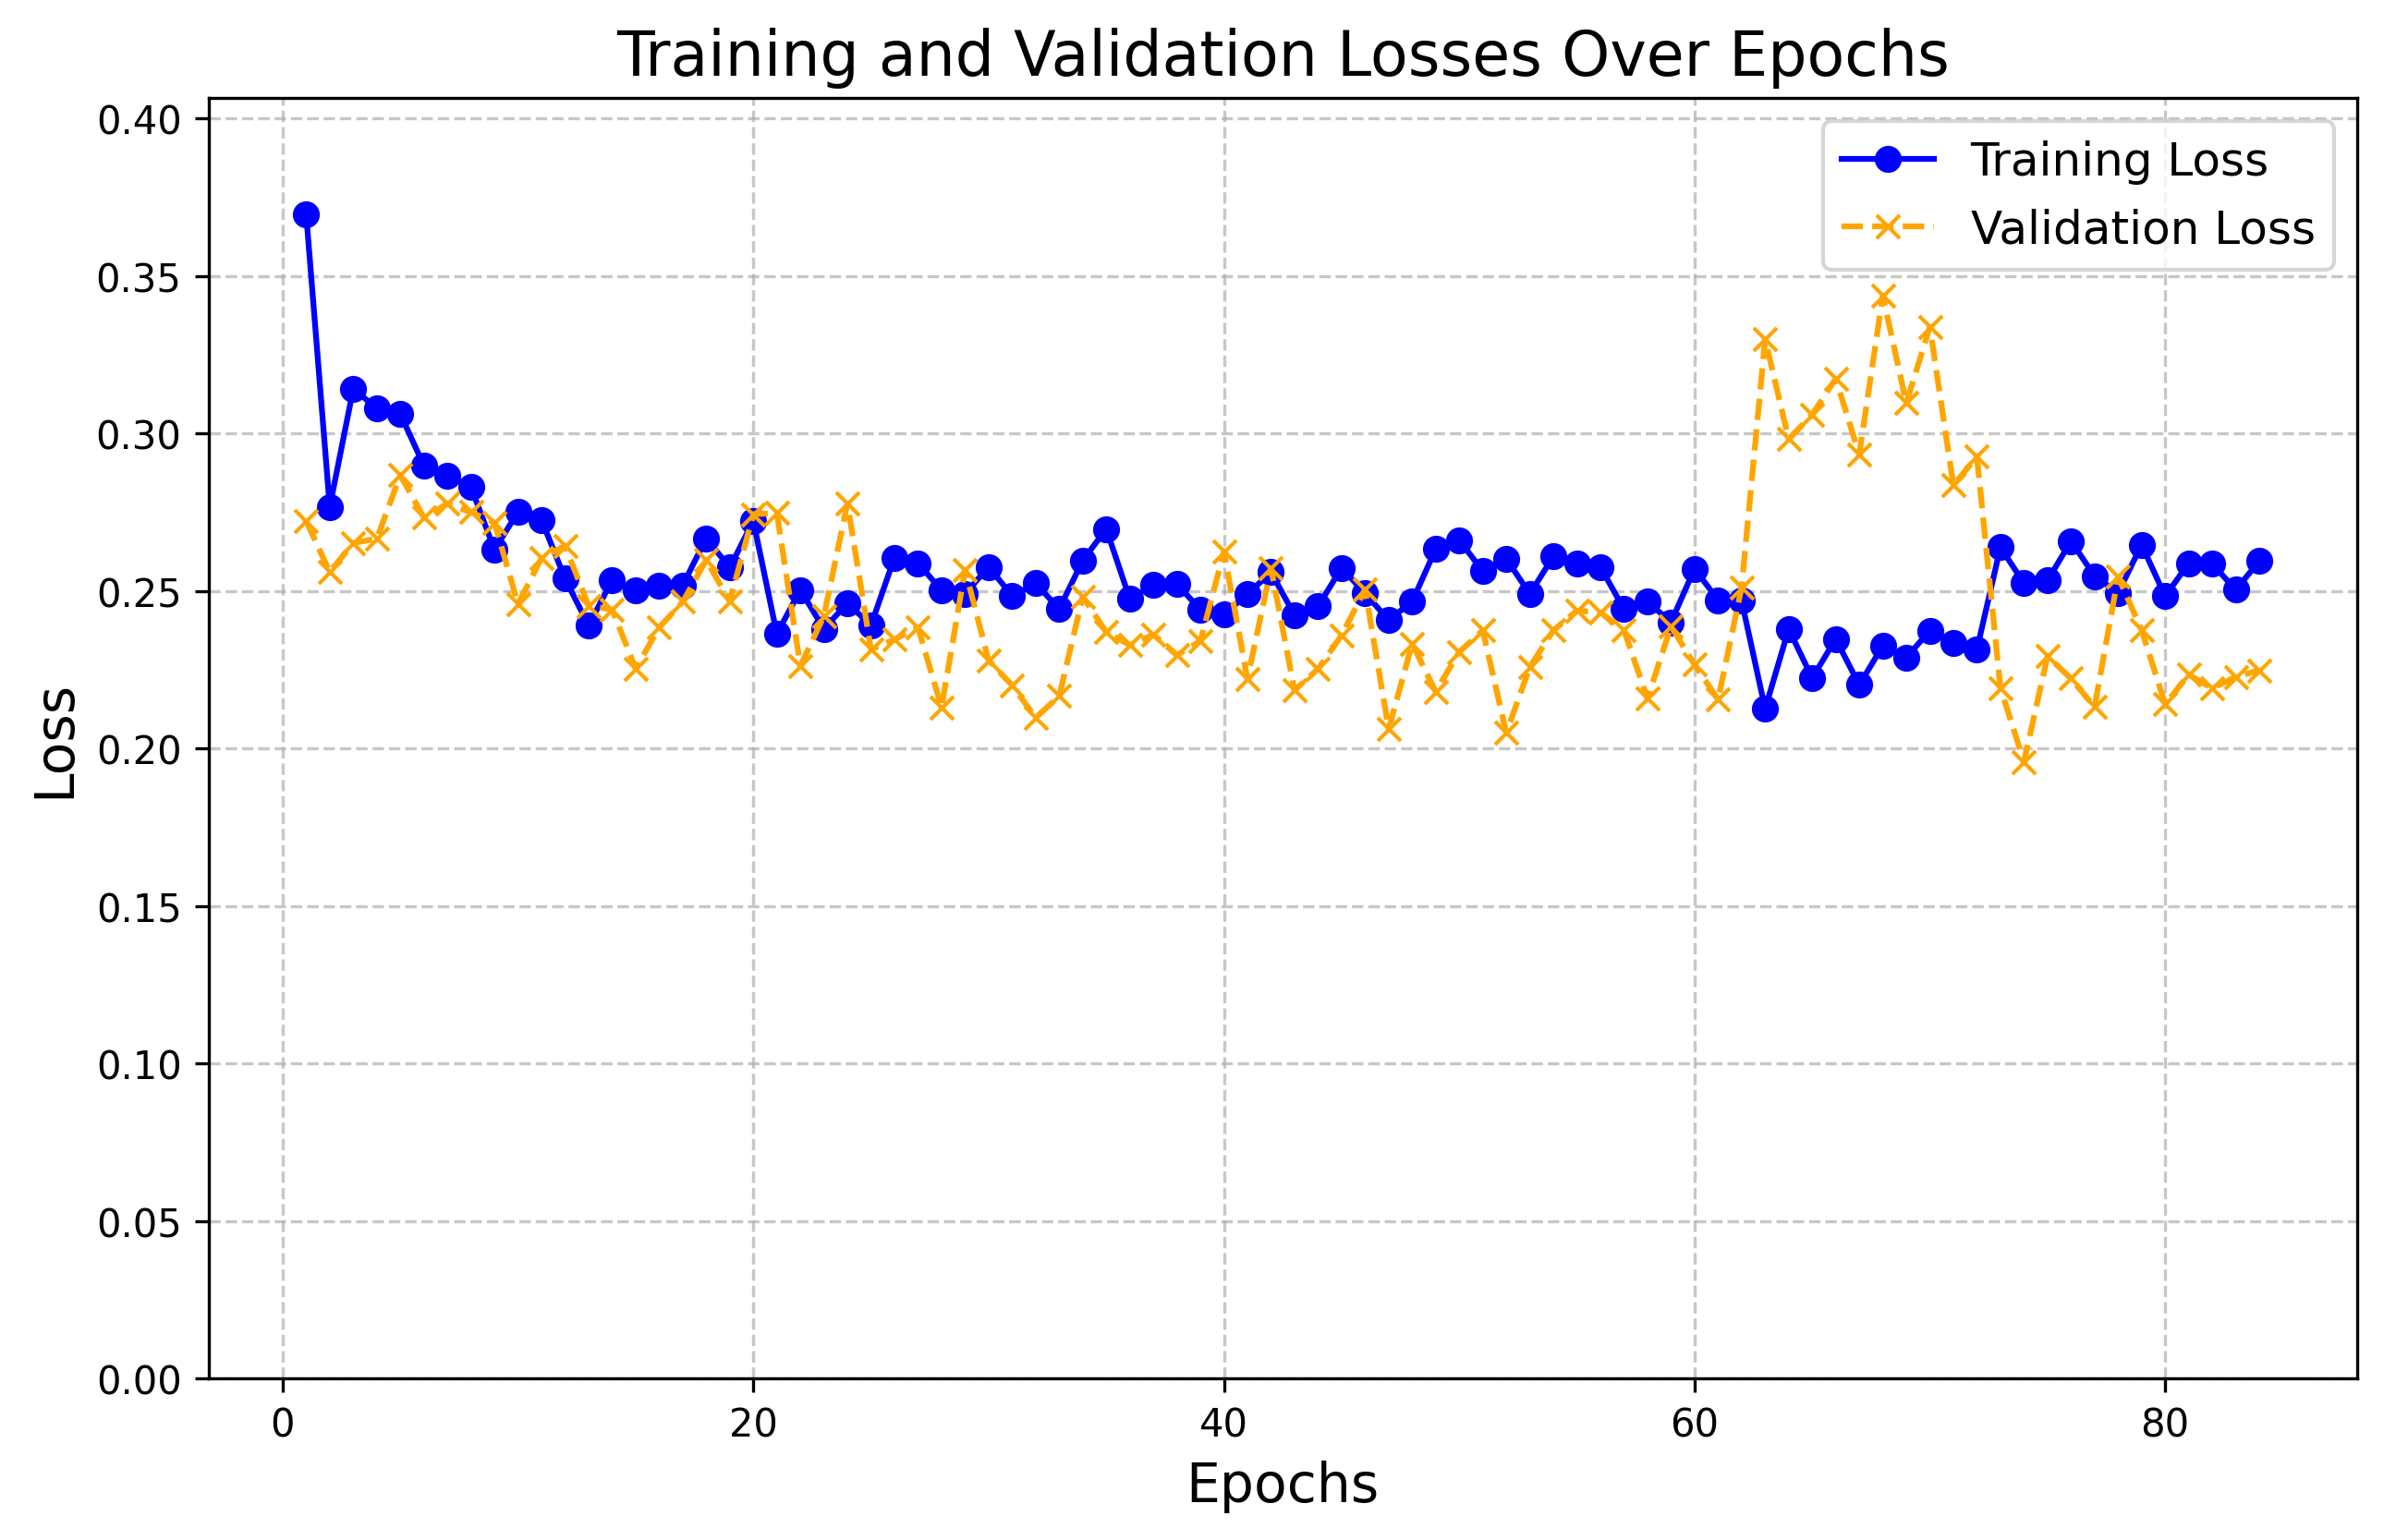 Training and Validation Losses Over Epochs
Training Loss
Validation Loss
Loss
0.40
0.35
0.30
0.25
0.20
0.15
0.10
0.05
0.00
0 20 40 60 80
Epochs